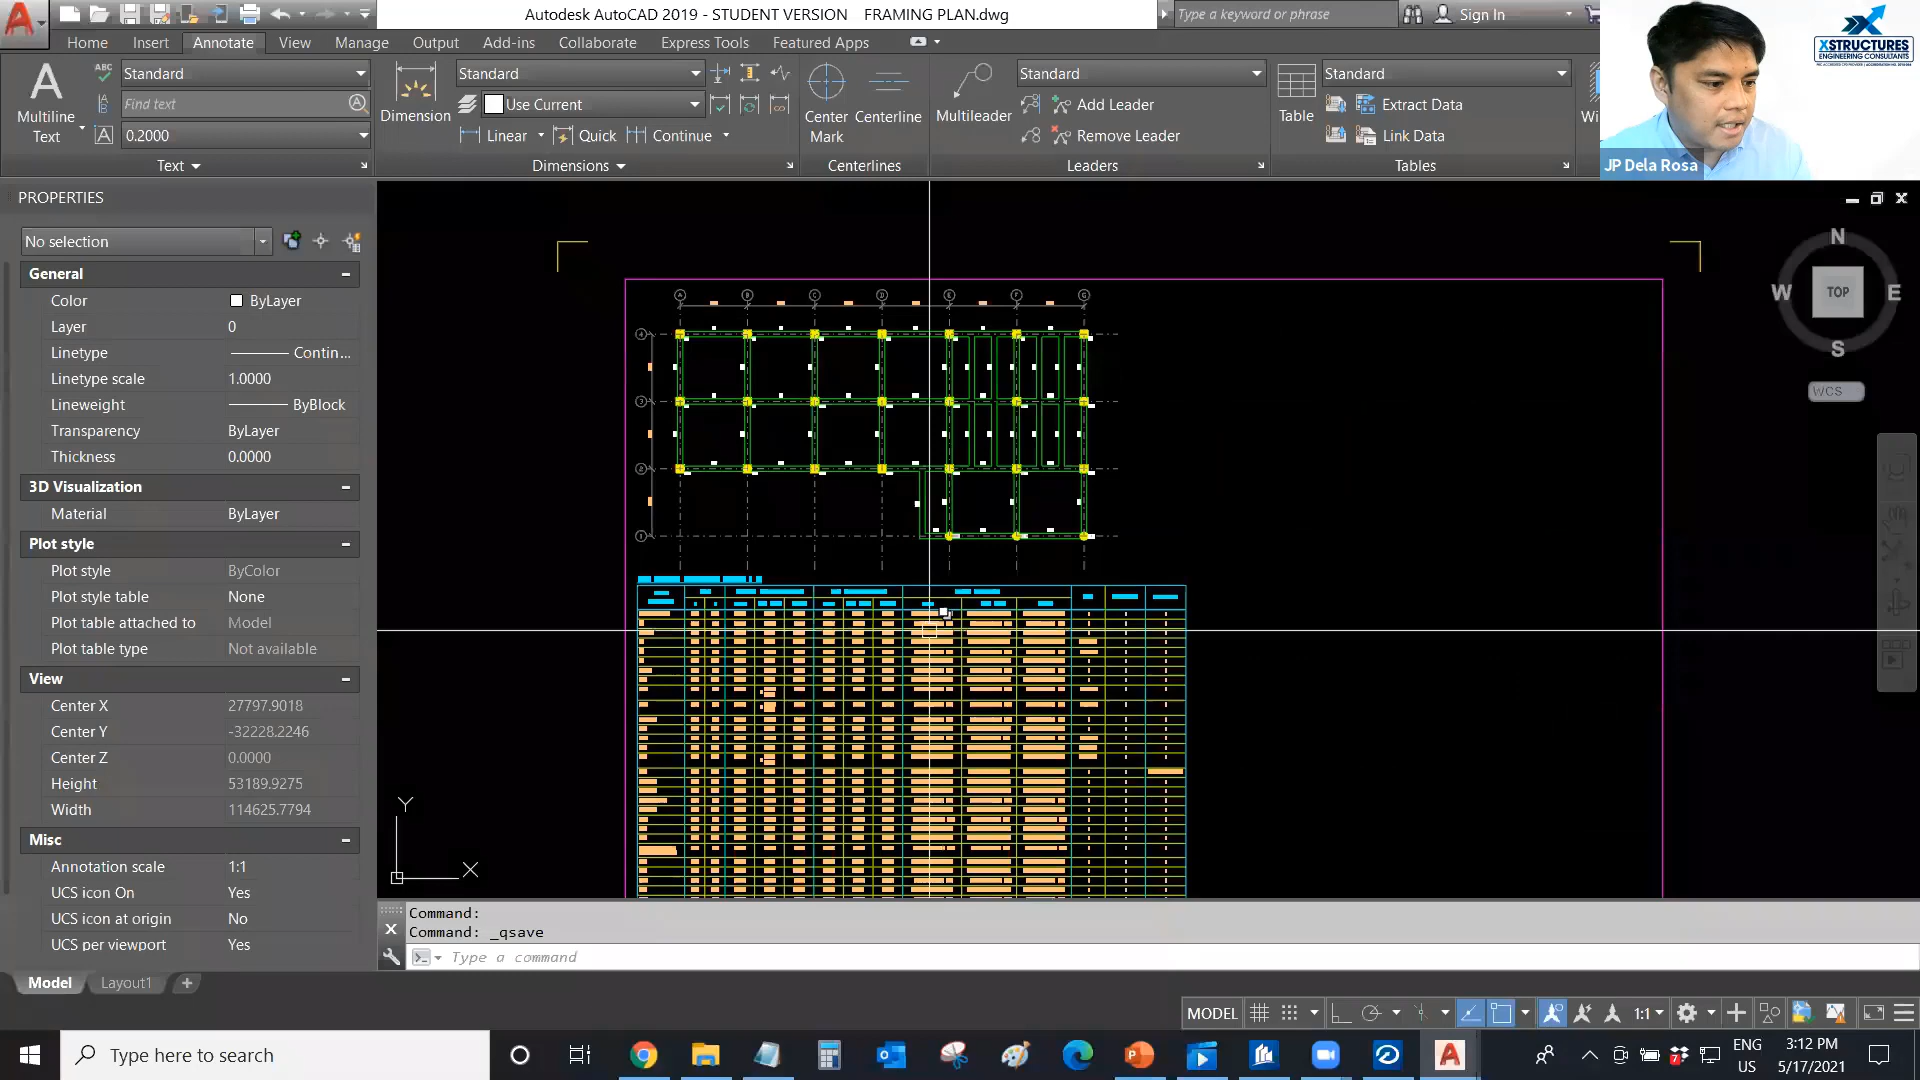 Autodesk AutoCAD 2019 - STUDENT VERSION FRAMING PLAN.dwg
Type a keyword or phrase
Sign In
Home Insert Annotate View Manage Output Add-ins Collaborate Express Tools Featured Apps
XSTRUCTURES
ENGINEERING CONSULTANTS
JP Dela Rosa
Multiline
Text
ABC
Standard
Find text
0.2000
Text
Dimension
Standard
Use Current
Linear Quick Continue
Dimensions
Center
Mark
Centerline
Centerlines
Multileader
Standard
Add Leader
Remove Leader
Leaders
Table
Standard
Extract Data
Link Data
Tables
Wi
PROPERTIES
No selection
General
Color ByLayer
Layer 0
Linetype Contin...
Linetype scale 1.0000
Lineweight ByBlock
Transparency ByLayer
Thickness 0.0000
3D Visualization
Material ByLayer
Plot style
Plot style ByColor
Plot style table None
Plot table attached to Model
Plot table type Not available
View
Center X 27797.9018
Center Y -32228.2246
Center Z 0.0000
Height 53189.9275
Width 114625.7794
Misc
Annotation scale 1:1
UCS icon On Yes
UCS icon at origin No
UCS per viewport Yes
A B C D E F G
4
3
2
1
N
W TOP E
S
WCS
Y
X
Command:
Command: _qsave
Type a command
Model Layout1 +
MODEL 1:1
Type here to search
ENG
US
3:12 PM
5/17/2021